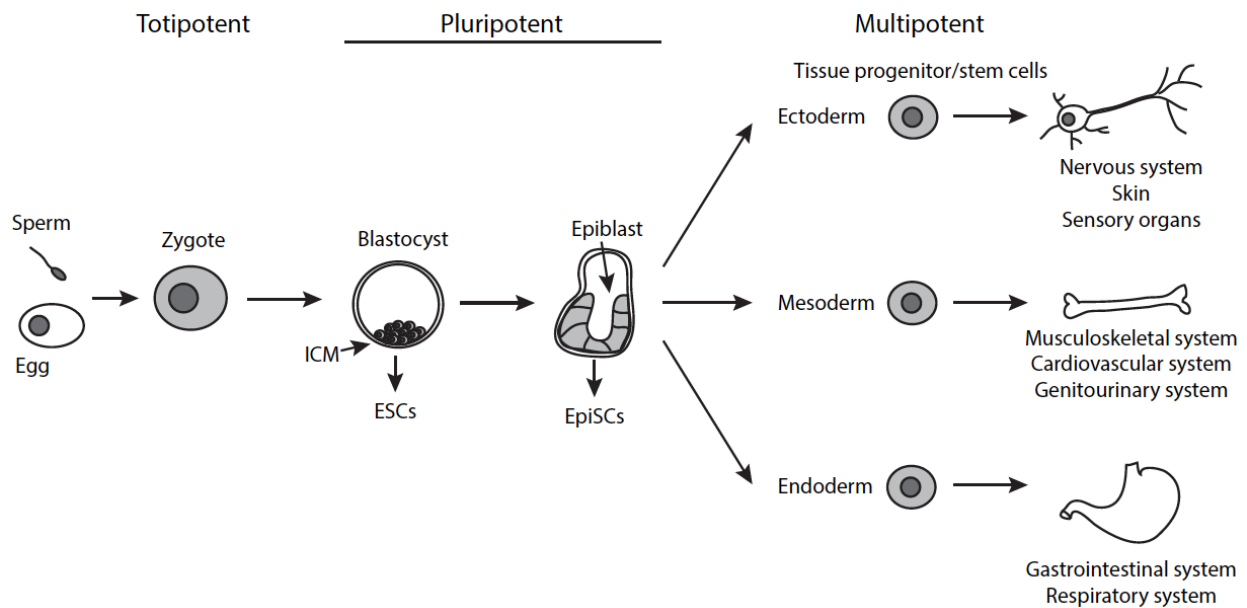 Totipotent
Pluripotent
Multipotent
Tissue progenitor/stem cells
Ectoderm
Nervous system
Skin
Sensory organs
Sperm
Egg
Zygote
Blastocyst
ICM
ESCs
Epiblast
EpiSCs
Mesoderm
Musculoskeletal system
Cardiovascular system
Genitourinary system
Endoderm
Gastrointestinal system
Respiratory system